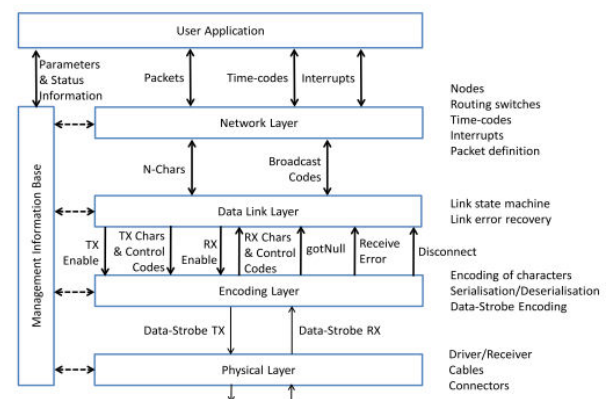 User Application
Parameters
& Status
Information
Packets
Time-codes
Interrupts
Nodes
Routing switches
Time-codes
Interrupts
Packet definition
Network Layer
N-Chars
Broadcast
Codes
Management Information Base
Data Link Layer
Link state machine
Link error recovery
TX
Enable
TX Chars
& Control
Codes
RX
Enable
RX Chars
& Control
Codes
gotNull
Receive
Error
Disconnect
Encoding Layer
Encoding of characters
Serialisation/Deserialisation
Data-Strobe Encoding
Data-Strobe TX
Data-Strobe RX
Physical Layer
Driver/Receiver
Cables
Connectors